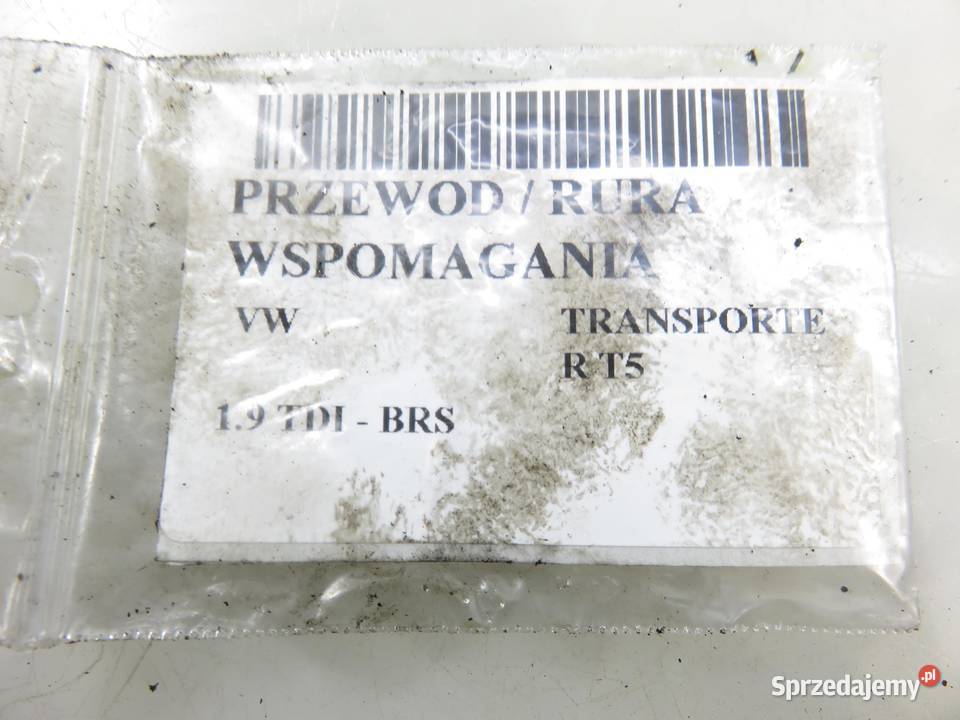 PRZEWOD / RURA
WSPOMAGANIA
VW TRANSPORTE
R T5
1.9 TDI - BRS
Sprzedajemy.pl